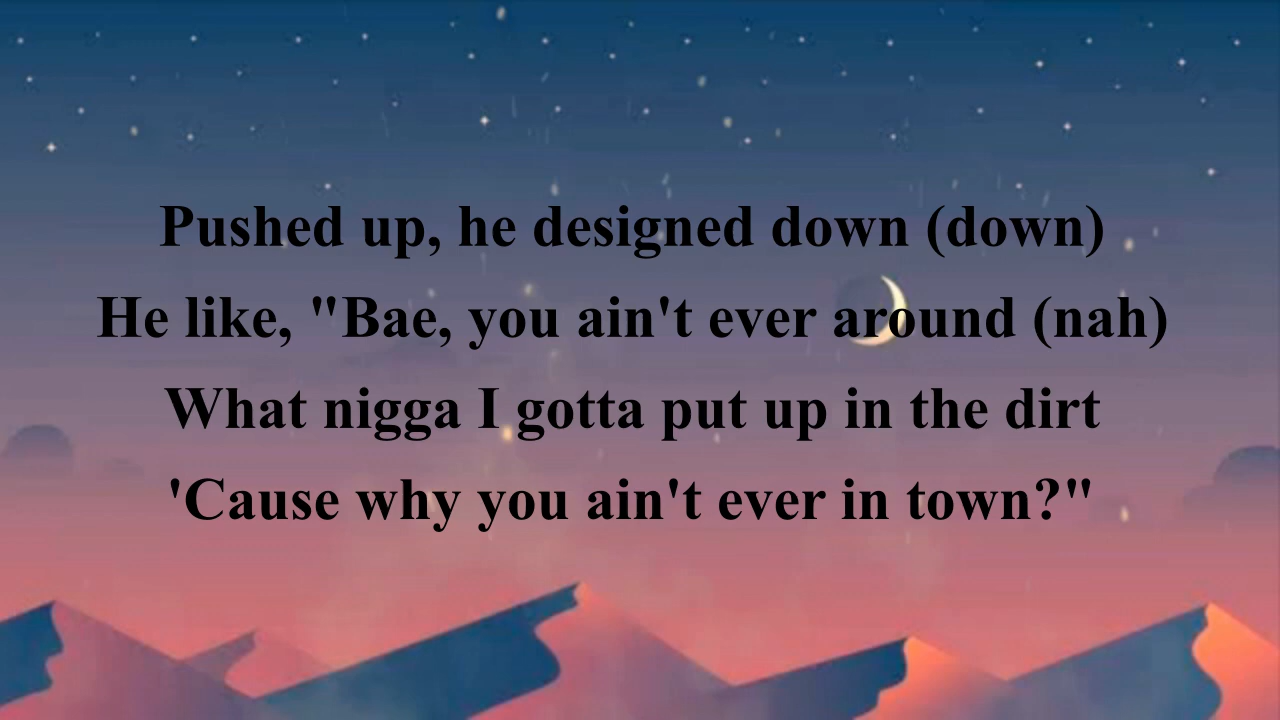 Pushed up, he designed down (down)
He like, "Bae, you ain't ever around (nah)
What nigga I gotta put up in the dirt
'Cause why you ain't ever in town?"